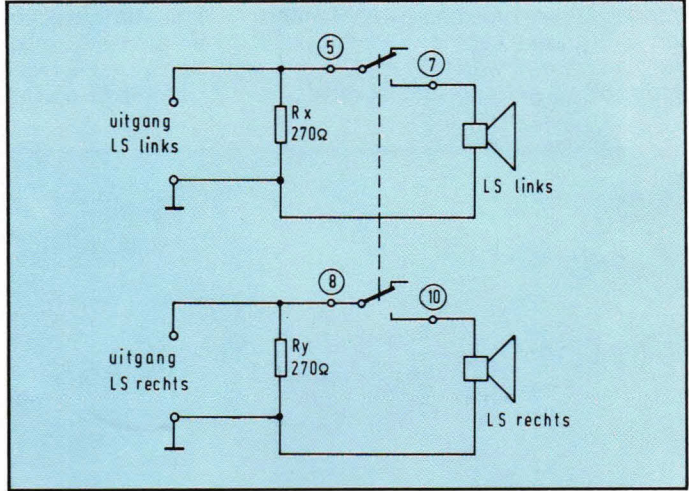 5
7
uitgang
LS links
Rx
270Ω
LS links
8
10
uitgang
LS rechts
Ry
270Ω
LS rechts